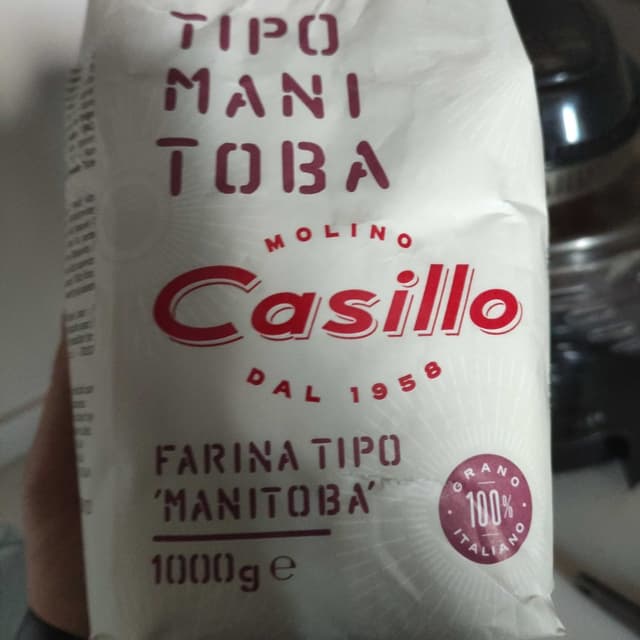 TIPO
MANI
TOBA
MOLINO
Casillo
DAL 1958
FARINA TIPO
'MANITOBA'
1000g e
GRANO
100%
ITALIANO